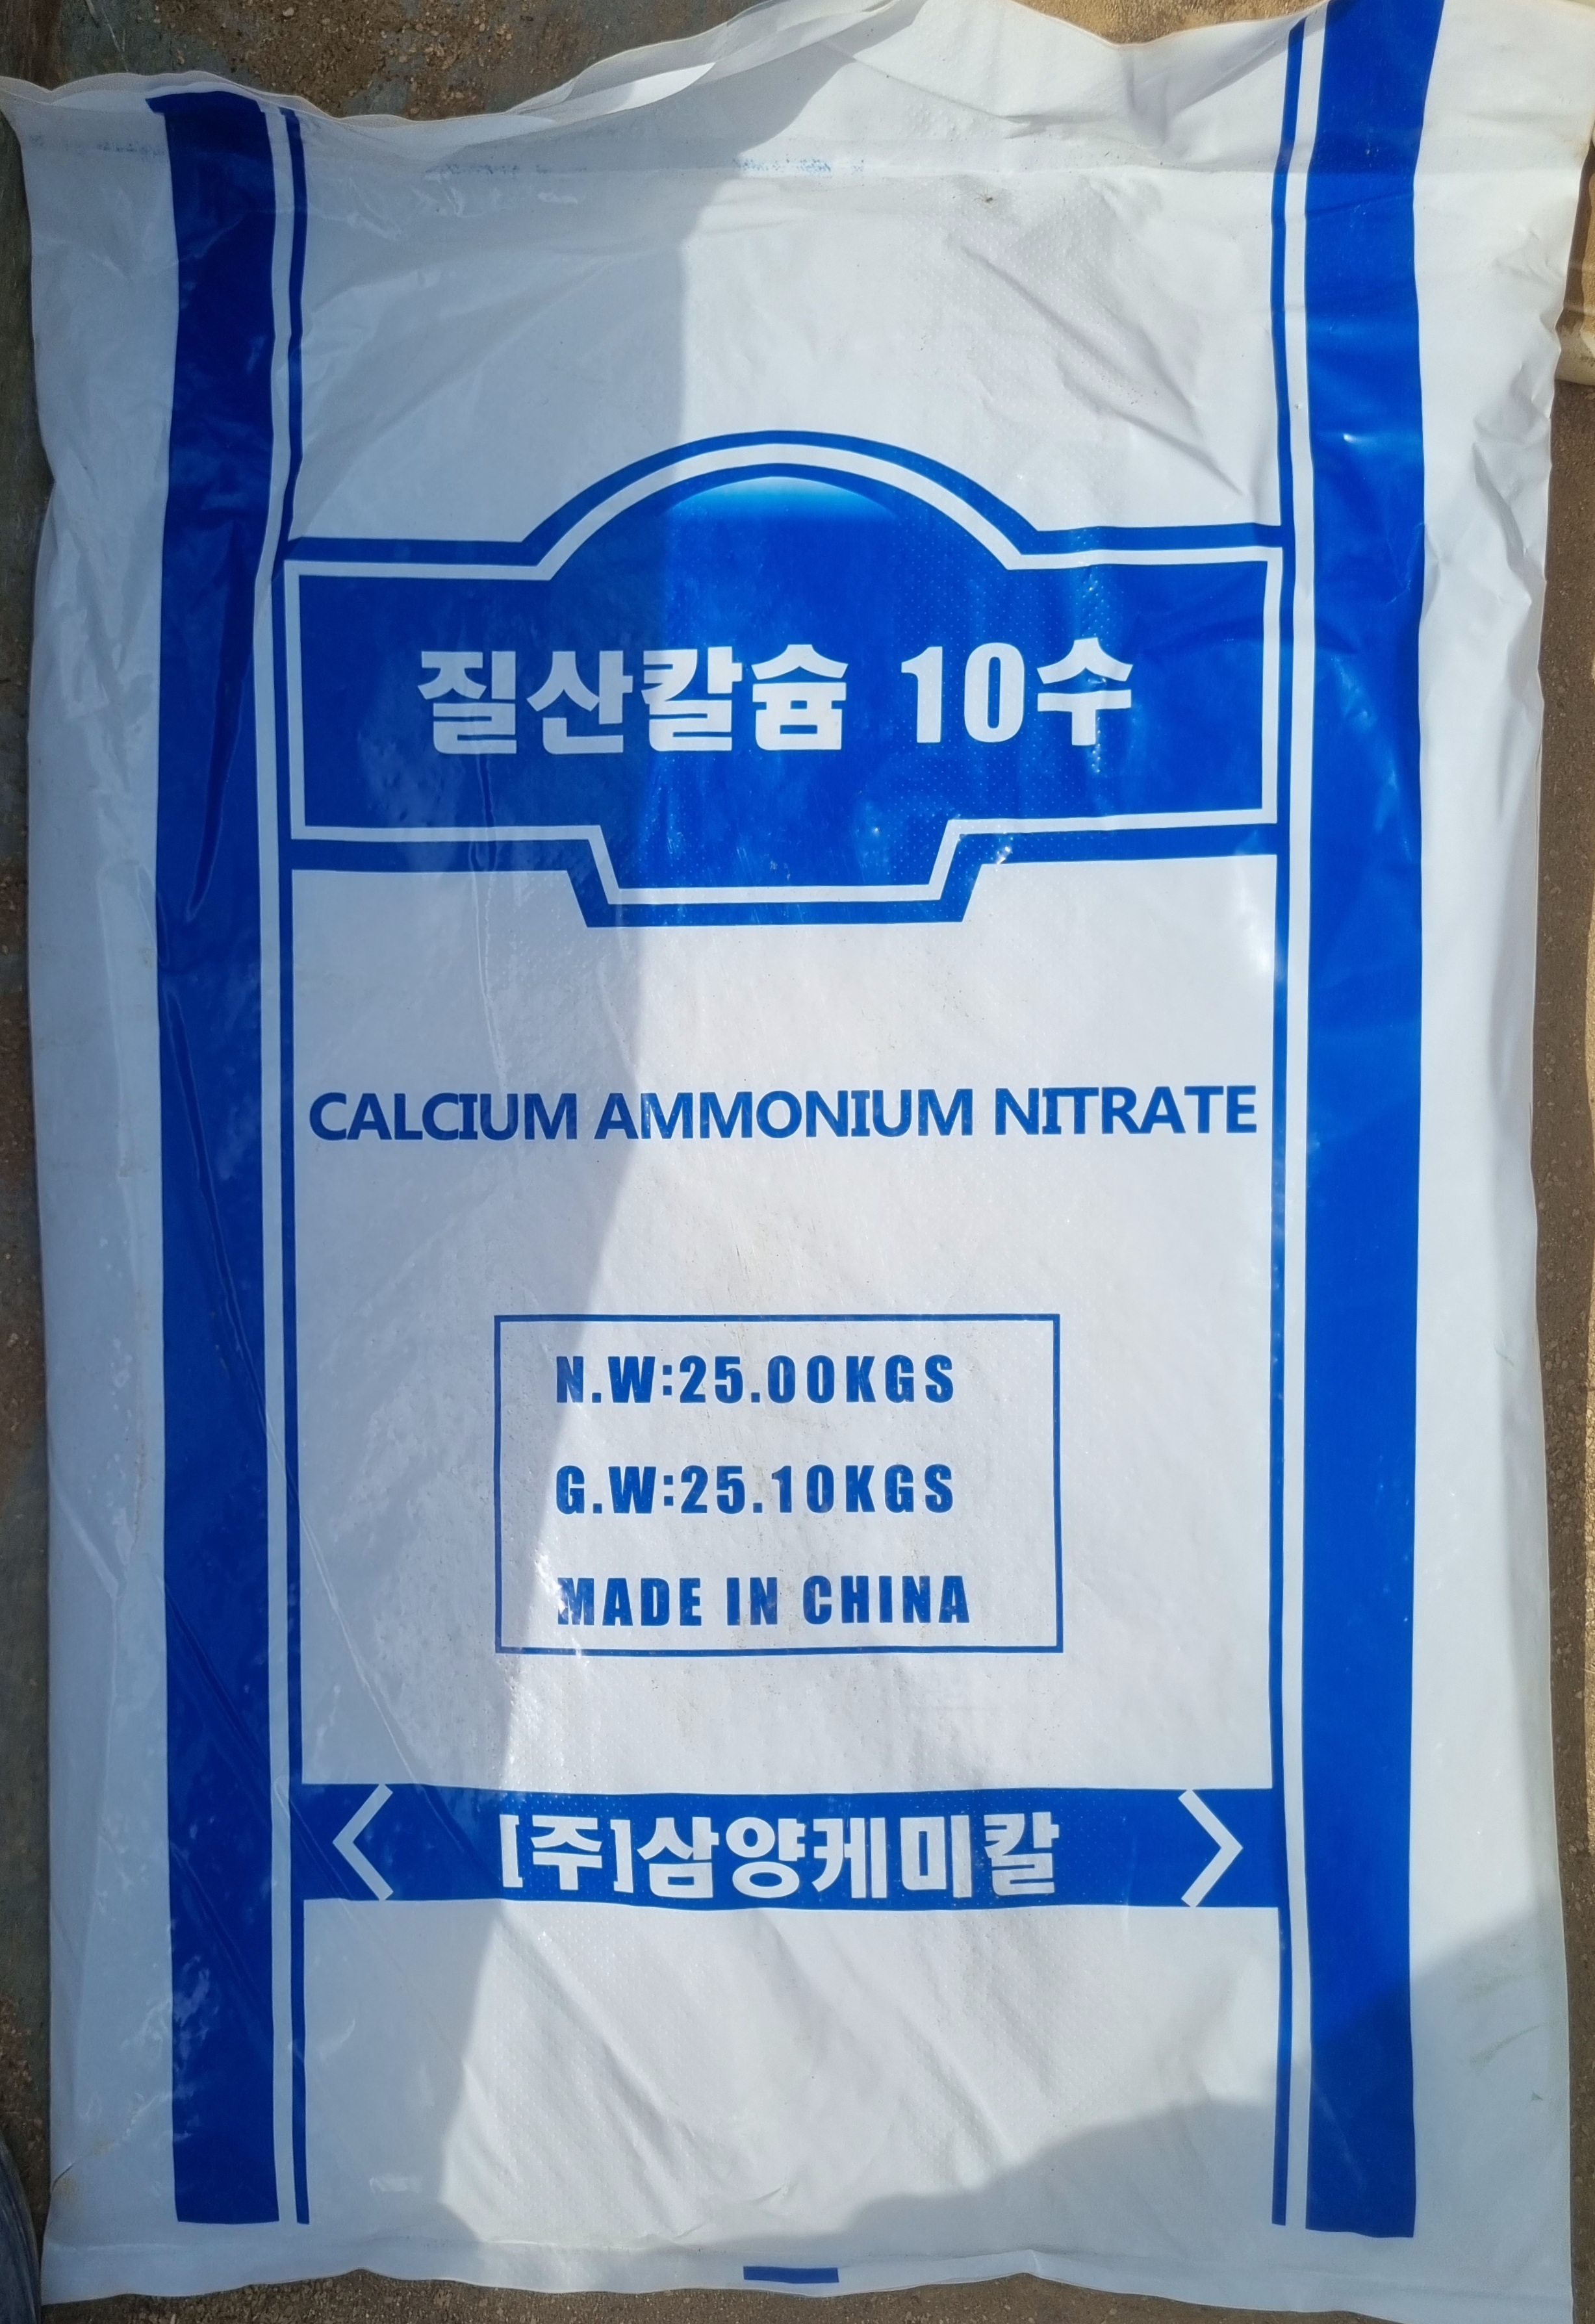 질산칼슘 10수
CALCIUM AMMONIUM NITRATE
N.W:25.00KGS
G.W:25.10KGS
MADE IN CHINA
[주]삼양케미칼